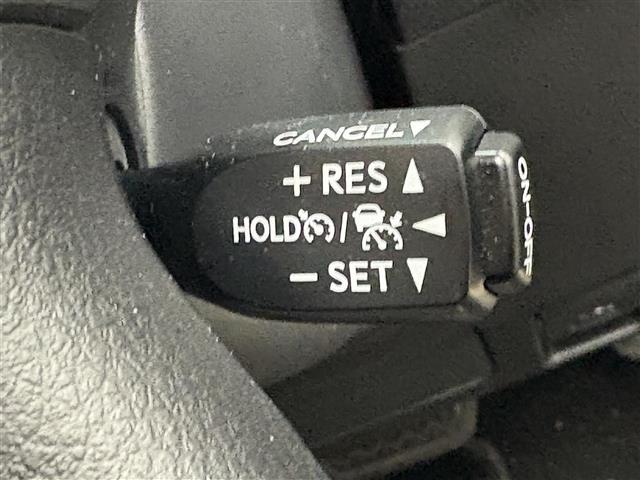 CANCEL▼
+ RES ▲
HOLD / ◀
− SET ▼
ON-OFF